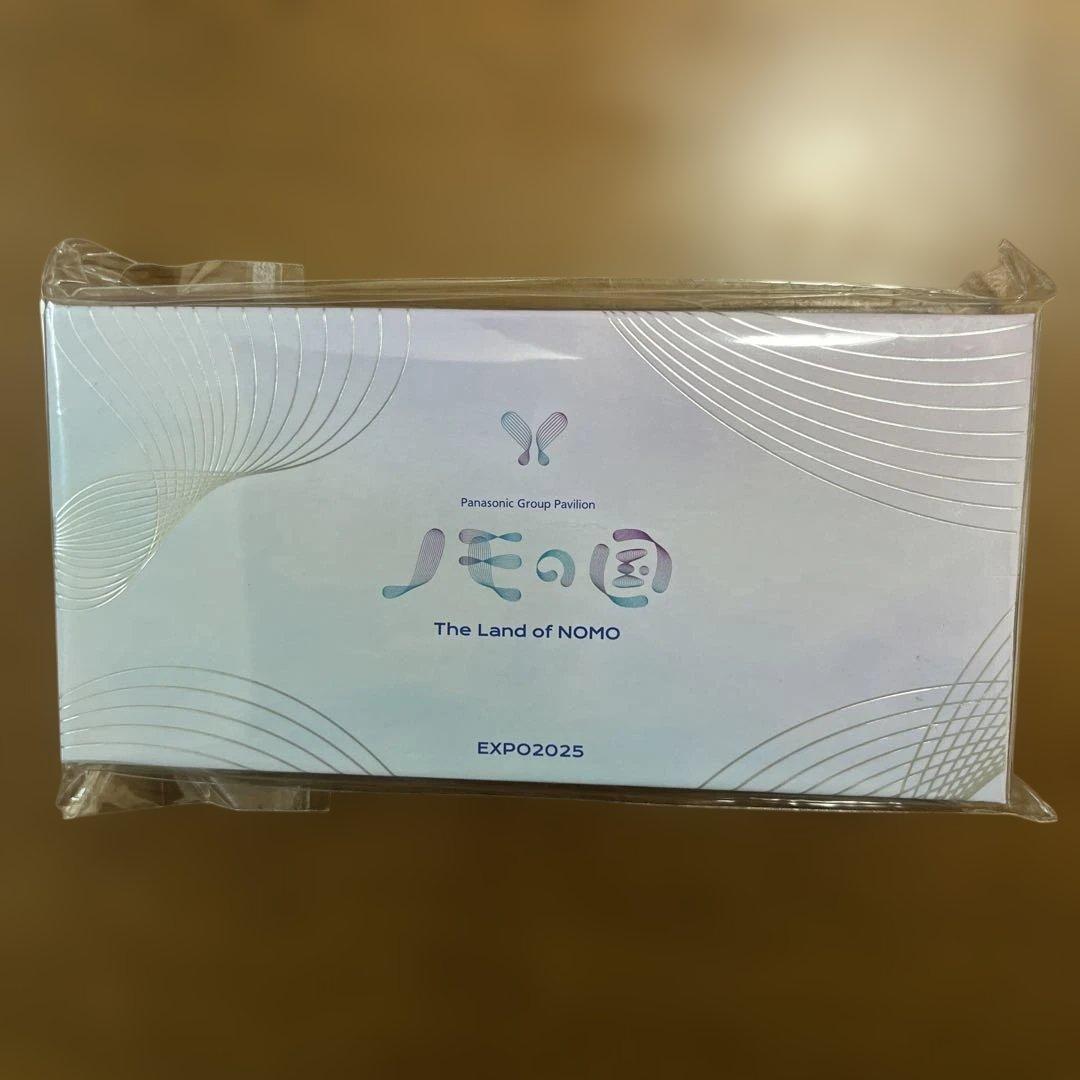 Panasonic Group Pavilion
ノモの国
The Land of NOMO
EXPO2025